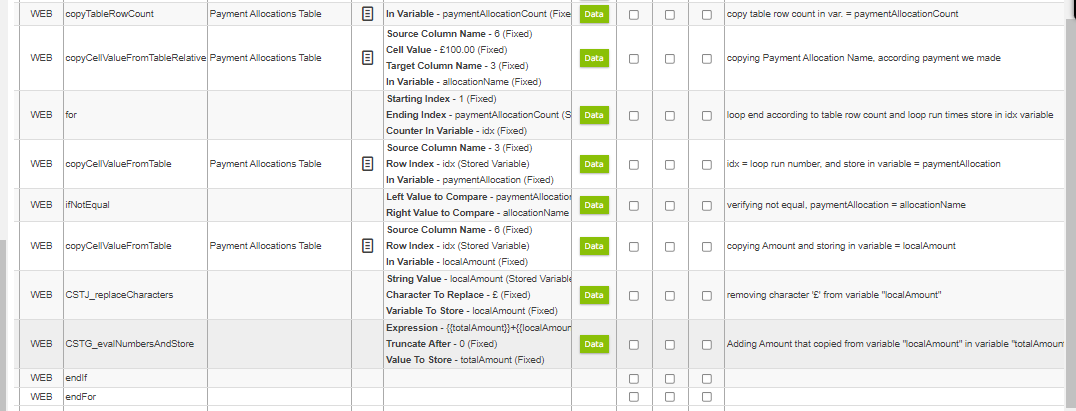 WEB copyTableRowCount Payment Allocations Table In Variable - paymentAllocationCount (Fixe Data copy table row count in var. = paymentAllocationCount
WEB copyCellValueFromTableRelative Payment Allocations Table Source Column Name - 6 (Fixed)
Cell Value - £100.00 (Fixed)
Target Column Name - 3 (Fixed)
In Variable - allocationName (Fixed) Data copying Payment Allocation Name, according payment we made
WEB for Starting Index - 1 (Fixed)
Ending Index - paymentAllocationCount (S
Counter In Variable - idx (Fixed) Data loop end according to table row count and loop run times store in idx variable
WEB copyCellValueFromTable Payment Allocations Table Source Column Name - 3 (Fixed)
Row Index - idx (Stored Variable)
In Variable - paymentAllocation (Fixed) Data idx = loop run number, and store in variable = paymentAllocation
WEB ifNotEqual Left Value to Compare - paymentAllocation
Right Value to Compare - allocationName Data verifying not equal, paymentAllocation = allocationName
WEB copyCellValueFromTable Payment Allocations Table Source Column Name - 6 (Fixed)
Row Index - idx (Stored Variable)
In Variable - localAmount (Fixed) Data copying Amount and storing in variable = localAmount
WEB CSTJ_replaceCharacters String Value - localAmount (Stored Variable
Character To Replace - £ (Fixed)
Variable To Store - localAmount (Fixed) Data removing character '£' from variable "localAmount"
WEB CSTG_evalNumbersAndStore Expression - {{totalAmount}}+{{localAmour
Truncate After - 0 (Fixed)
Value To Store - totalAmount (Fixed) Data Adding Amount that copied from variable "localAmount" in variable "totalAmoun
WEB endIf
WEB endFor